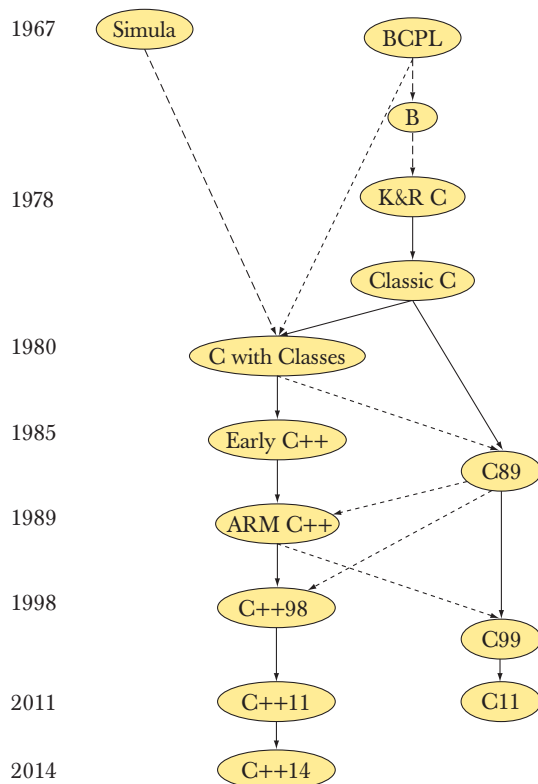 1967
Simula
BCPL
B
1978
K&R C
Classic C
1980
C with Classes
1985
Early C++
C89
1989
ARM C++
1998
C++98
C99
2011
C++11
C11
2014
C++14